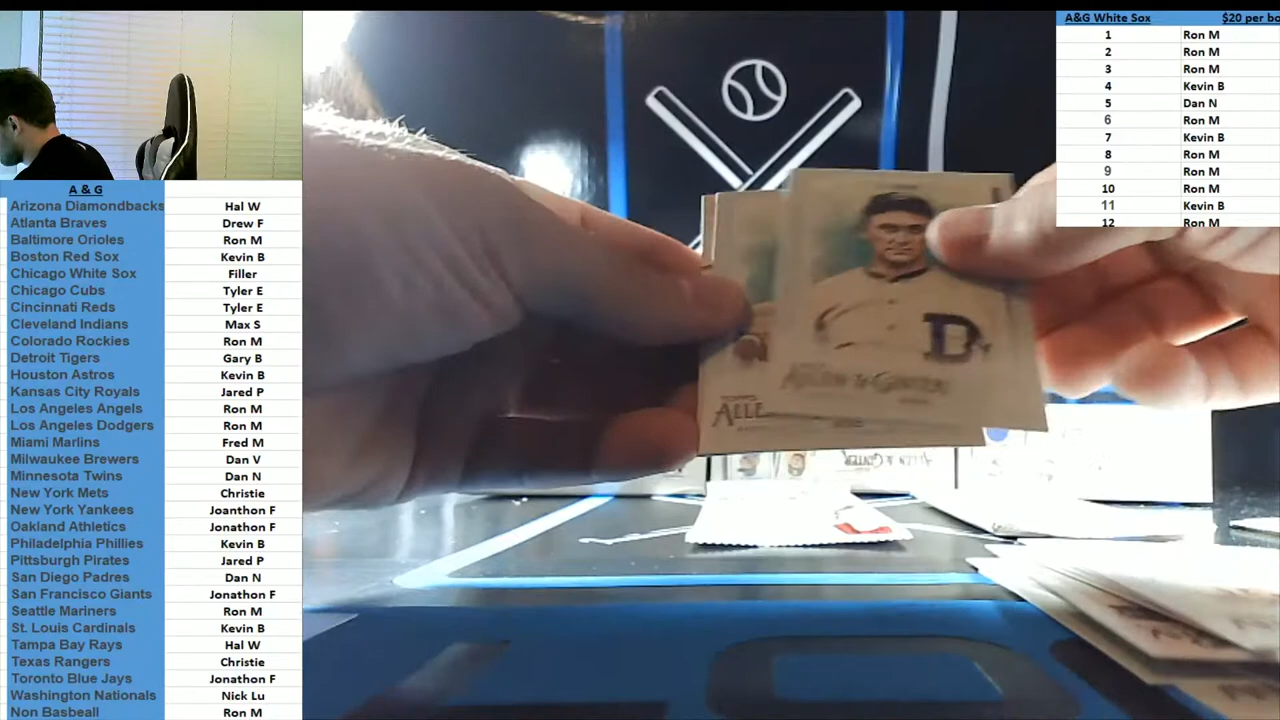 A & G
Arizona Diamondbacks Hal W
Atlanta Braves Drew F
Baltimore Orioles Ron M
Boston Red Sox Kevin B
Chicago White Sox Filler
Chicago Cubs Tyler E
Cincinnati Reds Tyler E
Cleveland Indians Max S
Colorado Rockies Ron M
Detroit Tigers Gary B
Houston Astros Kevin B
Kansas City Royals Jared P
Los Angeles Angels Ron M
Los Angeles Dodgers Ron M
Miami Marlins Fred M
Milwaukee Brewers Dan V
Minnesota Twins Dan N
New York Mets Christie
New York Yankees Joanthon F
Oakland Athletics Jonathon F
Philadelphia Phillies Kevin B
Pittsburgh Pirates Jared P
San Diego Padres Dan N
San Francisco Giants Jonathon F
Seattle Mariners Ron M
St. Louis Cardinals Kevin B
Tampa Bay Rays Hal W
Texas Rangers Christie
Toronto Blue Jays Jonathon F
Washington Nationals Nick Lu
Non Basbeall Ron M
D
Allen & Ginter
TOPPS
ALLE
A&G White Sox $20 per bo
1 Ron M
2 Ron M
3 Ron M
4 Kevin B
5 Dan N
6 Ron M
7 Kevin B
8 Ron M
9 Ron M
10 Ron M
11 Kevin B
12 Ron M